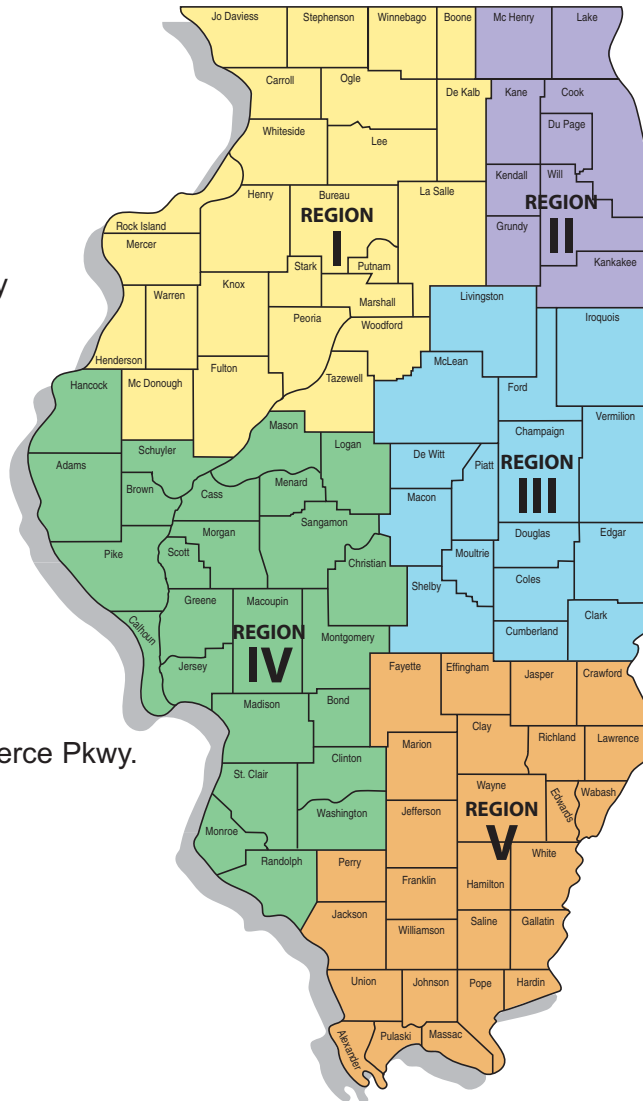 Jo Daviess
Stephenson
Winnebago
Boone
Mc Henry
Lake
Carroll
Ogle
De Kalb
Kane
Cook
Du Page
Whiteside
Lee
Kendall
Will
La Salle
Henry
Bureau
REGION
I
REGION
II
Rock Island
Mercer
Grundy
Kankakee
Stark
Putnam
y
Knox
Warren
Marshall
Livingston
Iroquois
Peoria
Woodford
Henderson
Fulton
McLean
Hancock
Mc Donough
Tazewell
Ford
Mason
Vermilion
Champaign
Schuyler
Logan
De Witt
Adams
Piatt
REGION
III
Brown
Cass
Menard
Macon
Sangamon
Morgan
Douglas
Edgar
Pike
Scott
Christian
Moultrie
Coles
Shelby
Greene
Macoupin
Clark
Calhoun
REGION
IV
Montgomery
Cumberland
Jersey
Fayette
Effingham
Jasper
Crawford
Madison
Bond
Clay
Richland
Lawrence
Marion
erce Pkwy.
Clinton
St. Clair
Wayne
Edwards
Wabash
REGION
V
Washington
Jefferson
Monroe
Randolph
Perry
White
Franklin
Hamilton
Jackson
Williamson
Saline
Gallatin
Union
Johnson
Pope
Hardin
Alexander
Pulaski
Massac